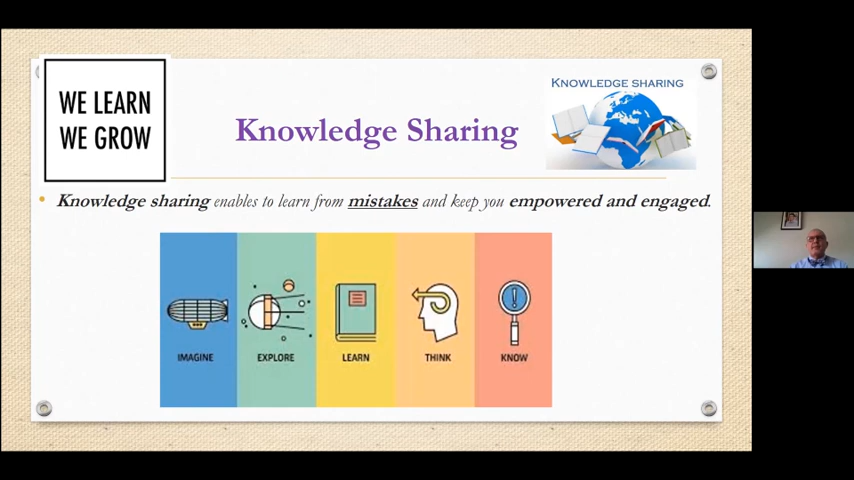 WE LEARN
WE GROW
Knowledge Sharing
KNOWLEDGE SHARING
Knowledge sharing enables to learn from mistakes and keep you empowered and engaged.
IMAGINE
EXPLORE
LEARN
THINK
KNOW